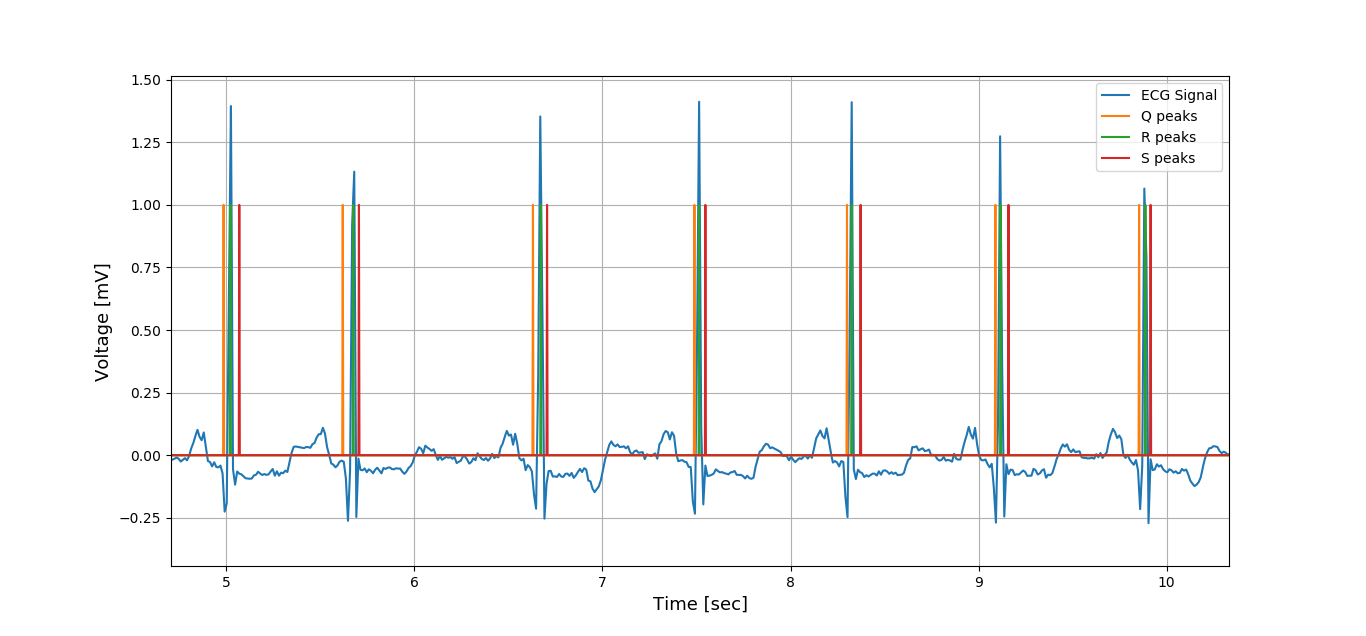 1.50
1.25
1.00
0.75
0.50
0.25
0.00
−0.25
Voltage [mV]
ECG Signal
Q peaks
R peaks
S peaks
5 6 7 8 9 10
Time [sec]